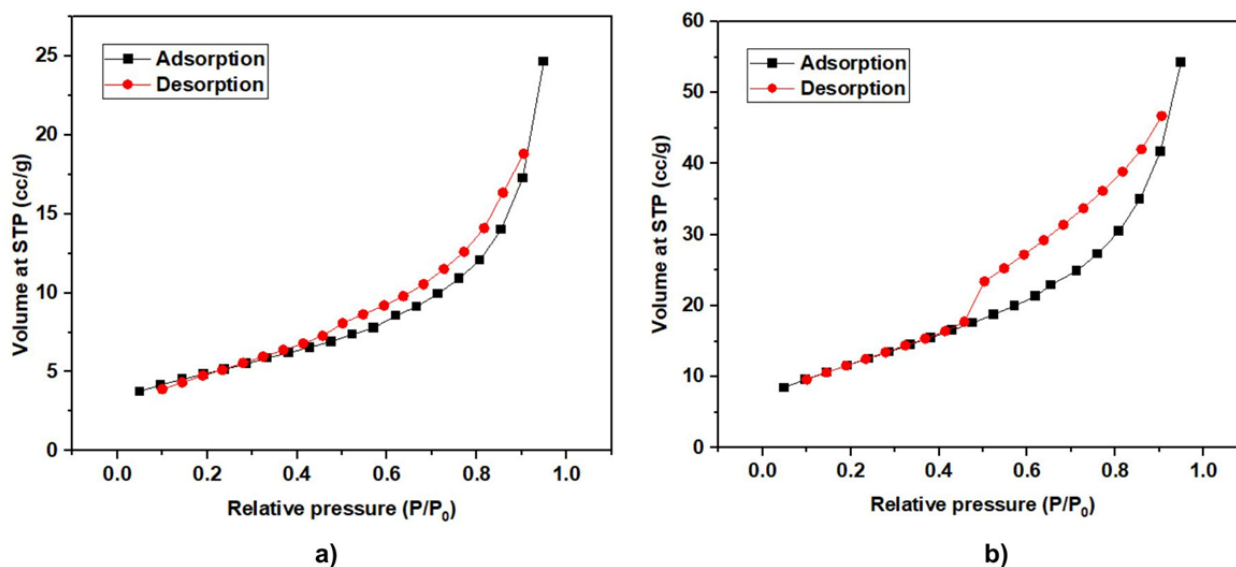 25
20
15
10
5
0
Volume at STP (cc/g)
Adsorption
Desorption
0.0 0.2 0.4 0.6 0.8 1.0
Relative pressure (P/P0)
a)
60
50
40
30
20
10
0
Volume at STP (cc/g)
Adsorption
Desorption
0.0 0.2 0.4 0.6 0.8 1.0
Relative pressure (P/P0)
b)